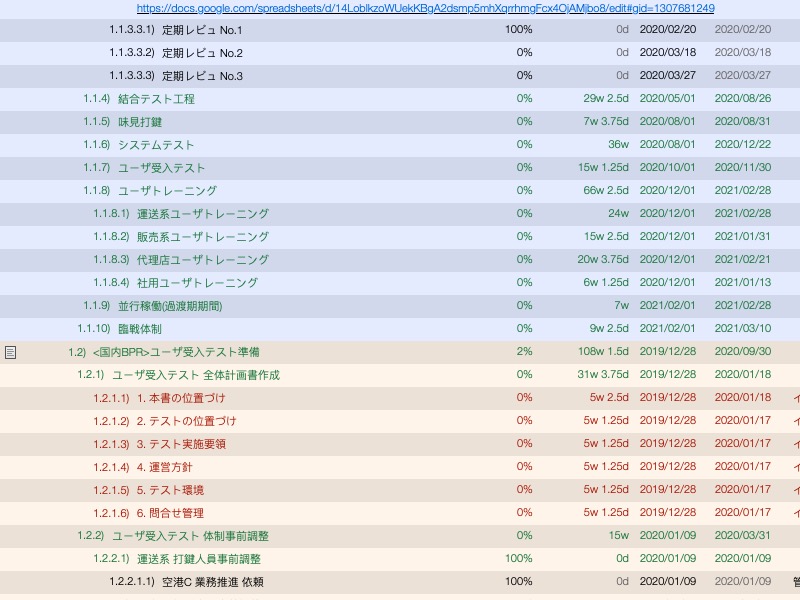 https://docs.google.com/spreadsheets/d/14LoblkzoWUekKBgA2dsmp5mhXqrrhmgFcx4OjAMjbo8/edit#gid=1307681249
1.1.3.3.1) 定期レビュ No.1 100% 0d 2020/02/20 2020/02/20
1.1.3.3.2) 定期レビュ No.2 0% 0d 2020/03/18 2020/03/18
1.1.3.3.3) 定期レビュ No.3 0% 0d 2020/03/27 2020/03/27
1.1.4) 結合テスト工程 0% 29w 2.5d 2020/05/01 2020/08/26
1.1.5) 味見打鍵 0% 7w 3.75d 2020/08/01 2020/08/31
1.1.6) システムテスト 0% 36w 2020/08/01 2020/12/22
1.1.7) ユーザ受入テスト 0% 15w 1.25d 2020/10/01 2020/11/30
1.1.8) ユーザトレーニング 0% 66w 2.5d 2020/12/01 2021/02/28
1.1.8.1) 運送系ユーザトレーニング 0% 24w 2020/12/01 2021/02/28
1.1.8.2) 販売系ユーザトレーニング 0% 15w 2.5d 2020/12/01 2021/01/31
1.1.8.3) 代理店ユーザトレーニング 0% 20w 3.75d 2020/12/01 2021/02/21
1.1.8.4) 社用ユーザトレーニング 0% 6w 1.25d 2020/12/01 2021/01/13
1.1.9) 並行稼働(過渡期期間) 0% 7w 2021/02/01 2021/02/28
1.1.10) 臨戦体制 0% 9w 2.5d 2021/02/01 2021/03/10
1.2) <国内BPR>ユーザ受入テスト準備 2% 108w 1.5d 2019/12/28 2020/09/30
1.2.1) ユーザ受入テスト 全体計画書作成 0% 31w 3.75d 2019/12/28 2020/01/18
1.2.1.1) 1. 本書の位置づけ 0% 5w 2.5d 2019/12/28 2020/01/18
1.2.1.2) 2. テストの位置づけ 0% 5w 1.25d 2019/12/28 2020/01/17
1.2.1.3) 3. テスト実施要領 0% 5w 1.25d 2019/12/28 2020/01/17
1.2.1.4) 4. 運営方針 0% 5w 1.25d 2019/12/28 2020/01/17
1.2.1.5) 5. テスト環境 0% 5w 1.25d 2019/12/28 2020/01/17
1.2.1.6) 6. 問合せ管理 0% 5w 1.25d 2019/12/28 2020/01/17
1.2.2) ユーザ受入テスト 体制事前調整 0% 15w 2020/01/09 2020/03/31
1.2.2.1) 運送系 打鍵人員事前調整 100% 0d 2020/01/09 2020/01/09
1.2.2.1.1) 空港C 業務推進 依頼 100% 0d 2020/01/09 2020/01/09